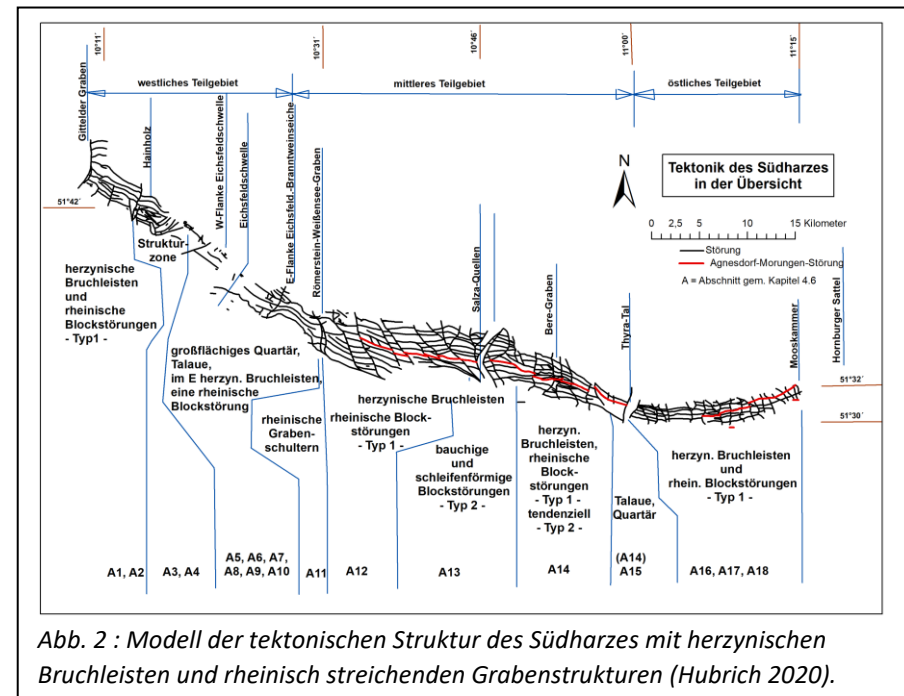 10°11´
10°31
10°46
11°00´
11°15´
westliches Teilgebiet
mittleres Teilgebiet
östliches Teilgebiet
Gittelder Graben
Hainholz
W-Flanke Eichsfeldschwelle
Eichsfeldschwelle
E-Flanke Eichsfeld.-Branntweinseiche
Römerstein-Weißensee-Graben
Salza-Quellen
Bere-Graben
Thyra-Tal
Mooskammer
Hornburger Sattel
N
Tektonik des Südharzes
in der Übersicht
0 2,5 5 10 15 Kilometer
Störung
Agnesdorf-Morungen-Störung
A = Abschnitt gem. Kapitel 4.6
51°42´
51°32´
51°30´
Struktur-
zone
herzynische
Bruchleisten
und
rheinische
Blockstörungen
- Typ1 -
großflächiges Quartär,
Talaue,
im E herzyn. Bruchleisten,
eine rheinische
Blockstörung
rheinische
Graben-
schultern
herzynische Bruchleisten
rheinische Block-
störungen
- Typ 1 -
bauchige
und
schleifenförmige
Blockstörungen
- Typ 2 -
herzyn.
Bruchleisten,
rheinische
Block-
störungen
- Typ 1 -
tendenziell
- Typ 2 -
Talaue,
Quartär
herzyn. Bruchleisten
und
rhein. Blockstörungen
- Typ 1 -
A1, A2
A3, A4
A5, A6, A7,
A8, A9, A10
A11
A12
A13
A14
(A14)
A15
A16, A17, A18
Abb. 2 : Modell der tektonischen Struktur des Südharzes mit herzynischen
Bruchleisten und rheinisch streichenden Grabenstrukturen (Hubrich 2020).